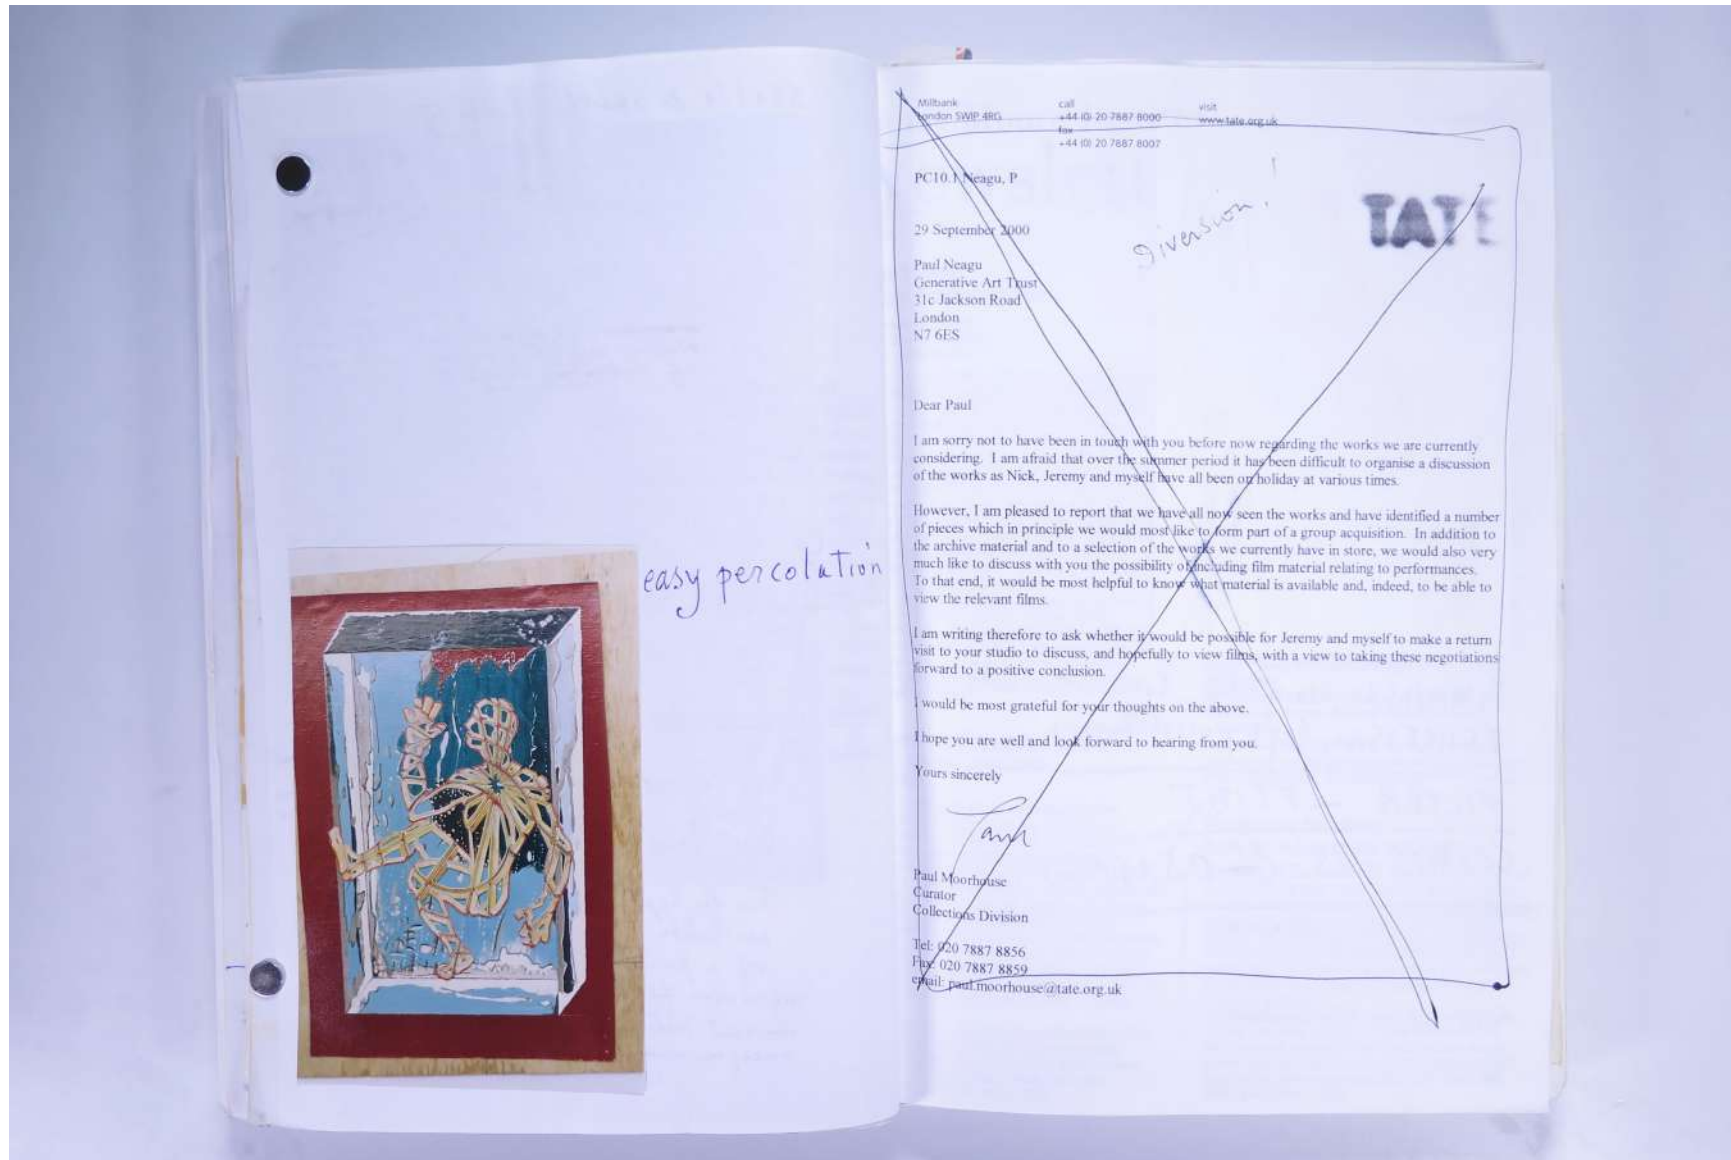 easy percolation
Millbank
London SW1P 4RG
call
+44 (0) 20 7887 8000
fax
+44 (0) 20 7887 8007
visit
www.tate.org.uk
PC10.1 Neagu, P
TATE
Diversion!
29 September 2000
Paul Neagu
Generative Art Trust
31c Jackson Road
London
N7 6ES
Dear Paul
I am sorry not to have been in touch with you before now regarding the works we are currently
considering. I am afraid that over the summer period it has been difficult to organise a discussion
of the works as Nick, Jeremy and myself have all been on holiday at various times.
However, I am pleased to report that we have all now seen the works and have identified a number
of pieces which in principle we would most like to form part of a group acquisition. In addition to
the archive material and to a selection of the works we currently have in store, we would also very
much like to discuss with you the possibility of including film material relating to performances.
To that end, it would be most helpful to know what material is available and, indeed, to be able to
view the relevant films.
I am writing therefore to ask whether it would be possible for Jeremy and myself to make a return
visit to your studio to discuss, and hopefully to view films, with a view to taking these negotiations
forward to a positive conclusion.
I would be most grateful for your thoughts on the above.
I hope you are well and look forward to hearing from you.
Yours sincerely
Paul
Paul Moorhouse
Curator
Collections Division
Tel: 020 7887 8856
Fax: 020 7887 8859
email: paul.moorhouse@tate.org.uk